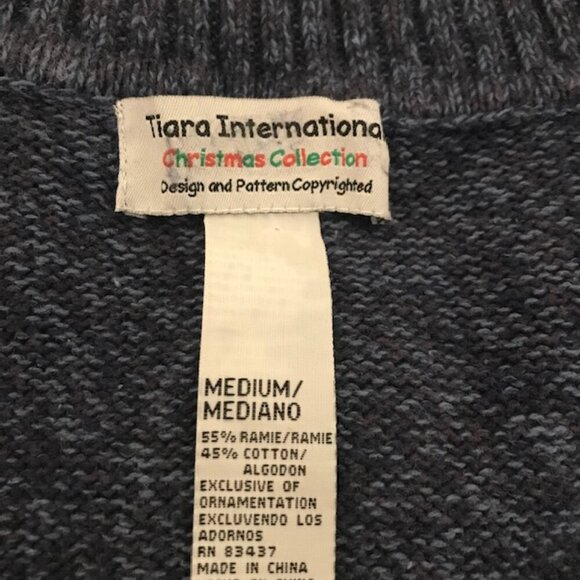 Tiara Internationa
Christmas Collection
Design and Pattern Copyrighted
MEDIUM/
MEDIANO
55% RAMIE/RAMIE
45% COTTON/
ALGODON
EXCLUSIVE OF
ORNAMENTATION
EXCLUVENDO LOS
ADORNOS
RN 83437
MADE IN CHINA